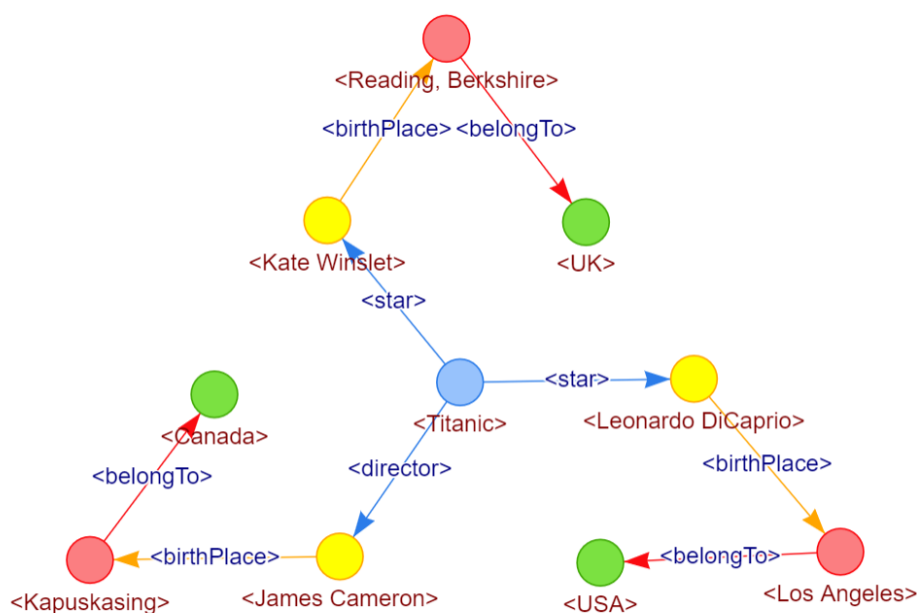 <Reading, Berkshire>
<birthPlace> <belongTo>
<Kate Winslet> <UK>
<star>
<star>
<Titanic> <Leonardo DiCaprio>
<Canada>
<birthPlace>
<belongTo> <director>
<birthPlace> <belongTo>
<Los Angeles>
<Kapuskasing> <James Cameron> <USA>